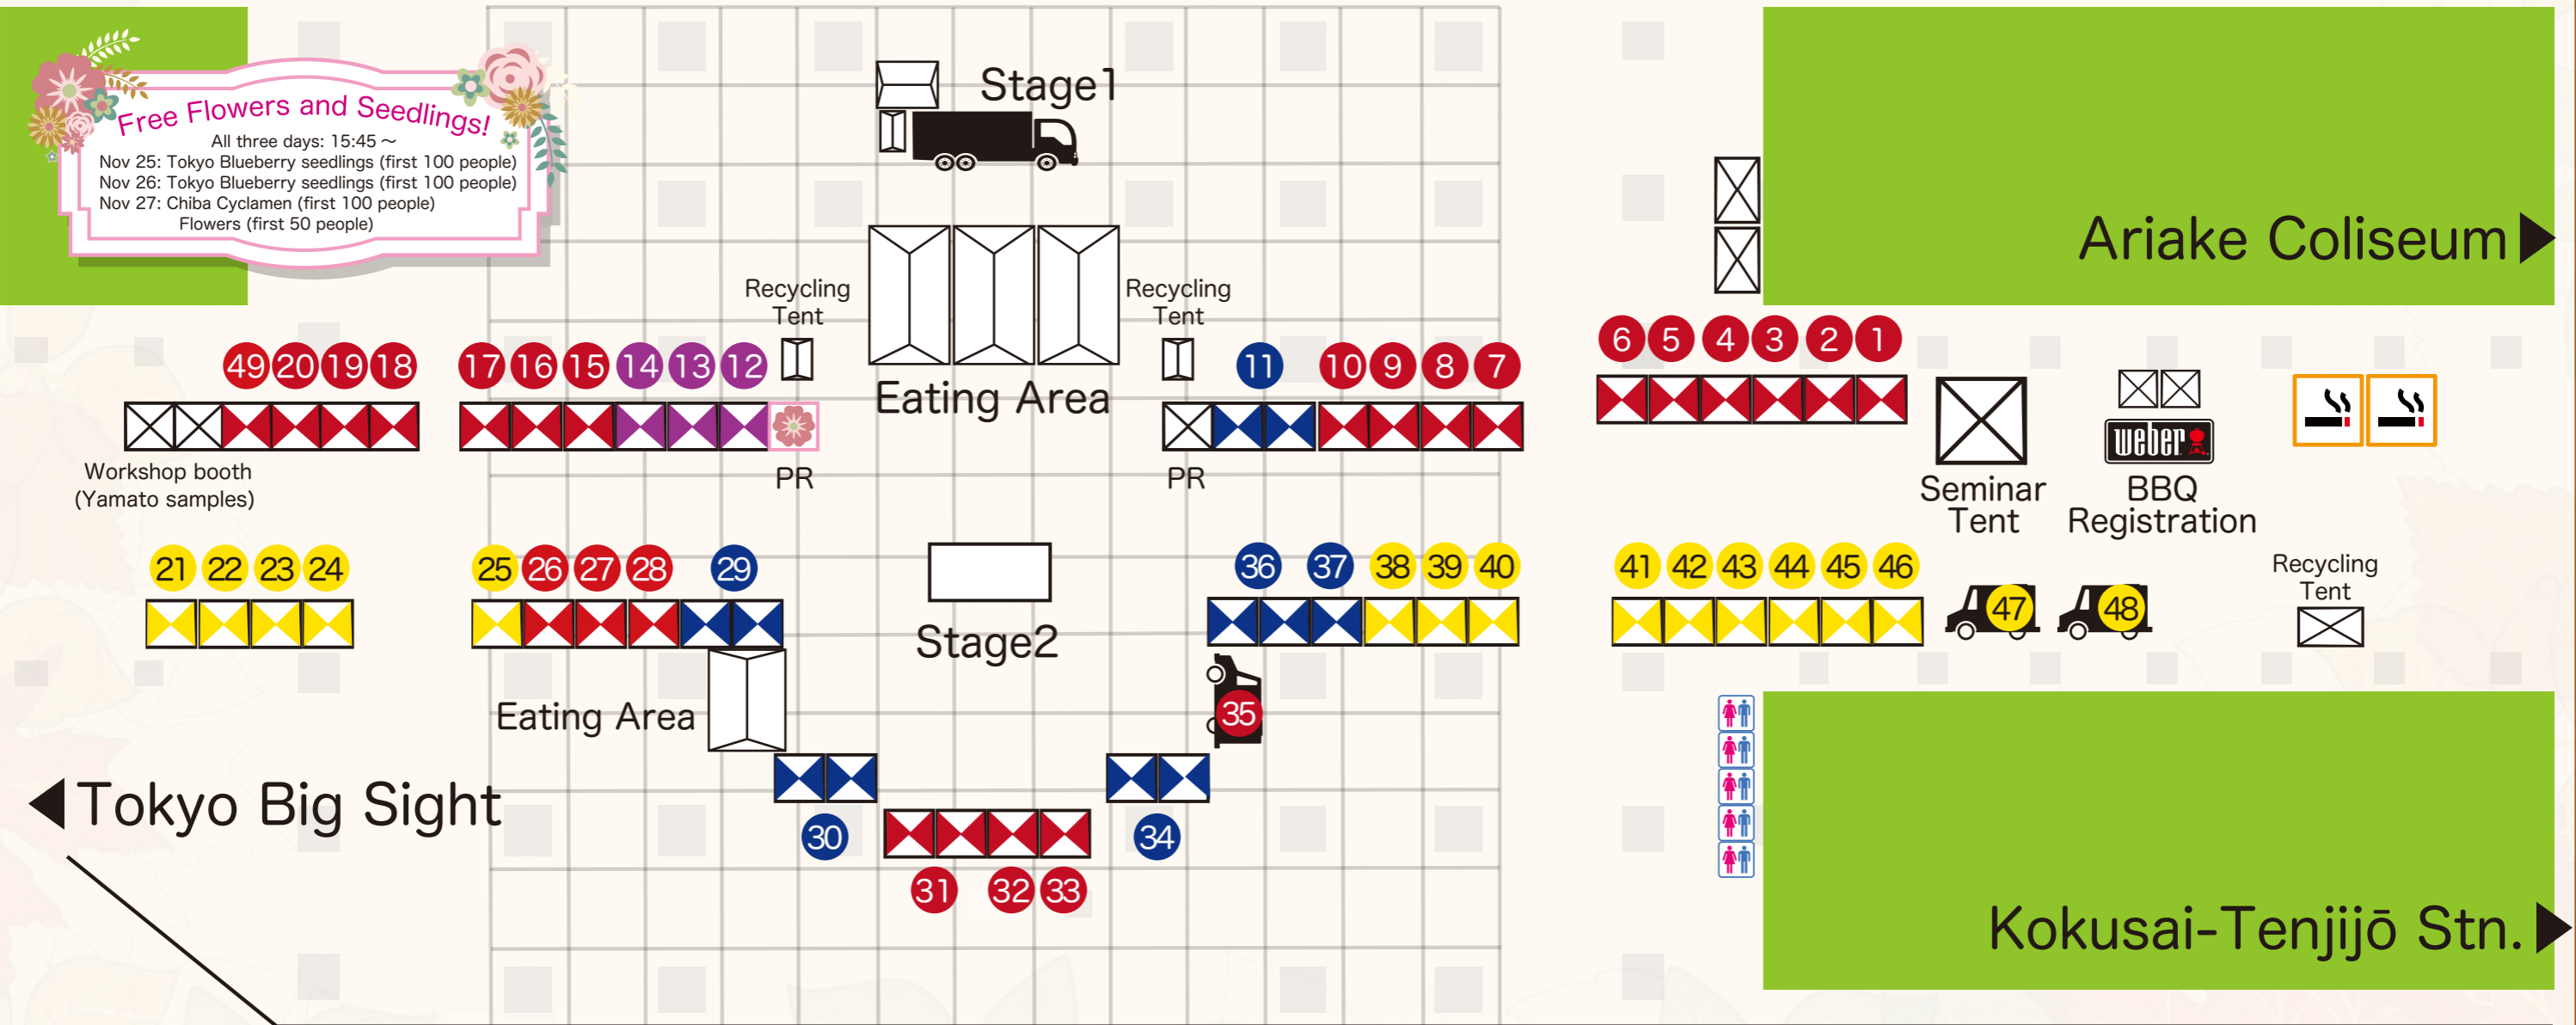 Free Flowers and Seedlings!
All three days: 15:45 ~
Nov 25: Tokyo Blueberry seedlings (first 100 people)
Nov 26: Tokyo Blueberry seedlings (first 100 people)
Nov 27: Chiba Cyclamen (first 100 people)
Flowers (first 50 people)
Stage1
Ariake Coliseum
Recycling
Tent
Recycling
Tent
Eating Area
6 5 4 3 2 1
49 20 19 18 17 16 15 14 13 12
11 10 9 8 7
weber
Workshop booth
(Yamato samples)
PR
PR
Seminar
Tent
BBQ
Registration
21 22 23 24 25 26 27 28 29
36 37 38 39 40 41 42 43 44 45 46
47 48
Recycling
Tent
Stage2
Eating Area
35
Tokyo Big Sight
30
34
31 32 33
Kokusai-Tenjijō Stn.